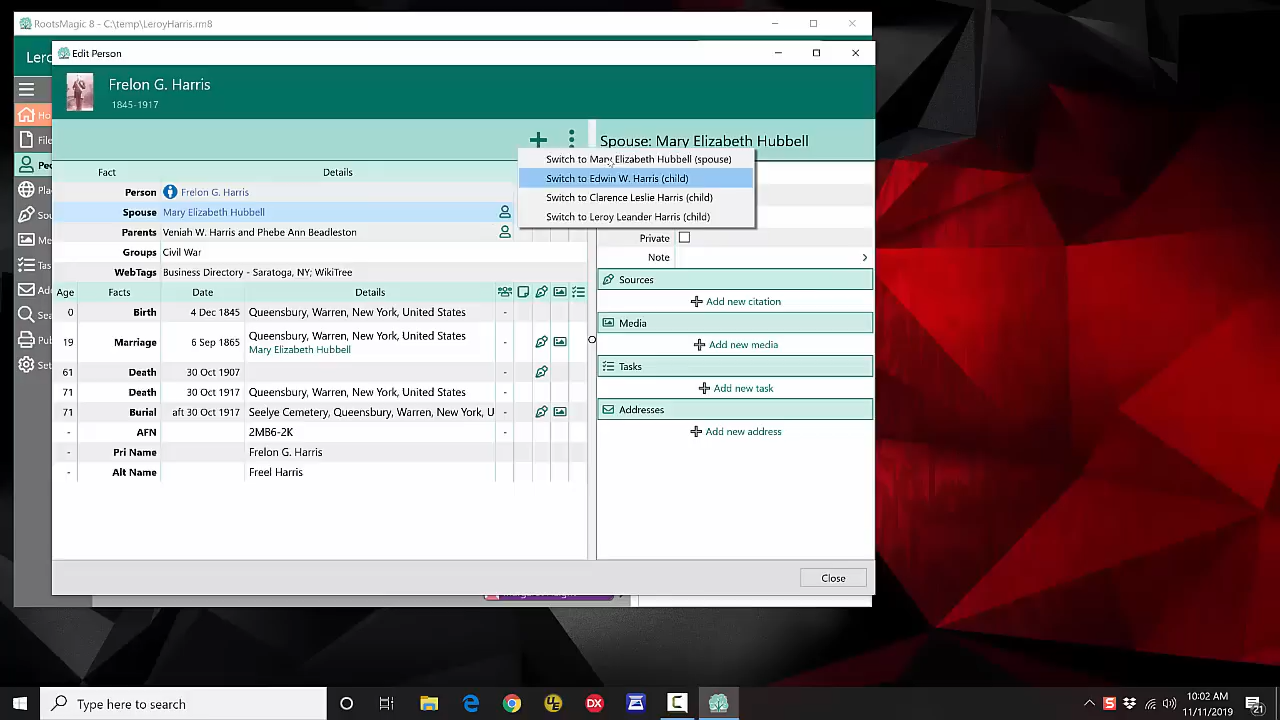 RootsMagic 8 - C:\temp\LeroyHarris.rm8
Edit Person
Frelon G. Harris
1845-1917
Spouse: Mary Elizabeth Hubbell
Switch to Mary Elizabeth Hubbell (spouse)
Switch to Edwin W. Harris (child)
Switch to Clarence Leslie Harris (child)
Switch to Leroy Leander Harris (child)
Fact Details
Person Frelon G. Harris
Spouse Mary Elizabeth Hubbell
Parents Veniah W. Harris and Phebe Ann Beadleston
Groups Civil War
WebTags Business Directory - Saratoga, NY; WikiTree
Age Facts Date Details
0 Birth 4 Dec 1845 Queensbury, Warren, New York, United States -
19 Marriage 6 Sep 1865 Queensbury, Warren, New York, United States -
Mary Elizabeth Hubbell
61 Death 30 Oct 1907 -
71 Death 30 Oct 1917 Queensbury, Warren, New York, United States -
71 Burial aft 30 Oct 1917 Seelye Cemetery, Queensbury, Warren, New York, U -
- AFN 2MB6-2K -
- Pri Name Frelon G. Harris
- Alt Name Freel Harris
Private
Note
Sources
Add new citation
Media
Add new media
Tasks
Add new task
Addresses
Add new address
Close
Type here to search
DX
10:02 AM
11/11/2019
21